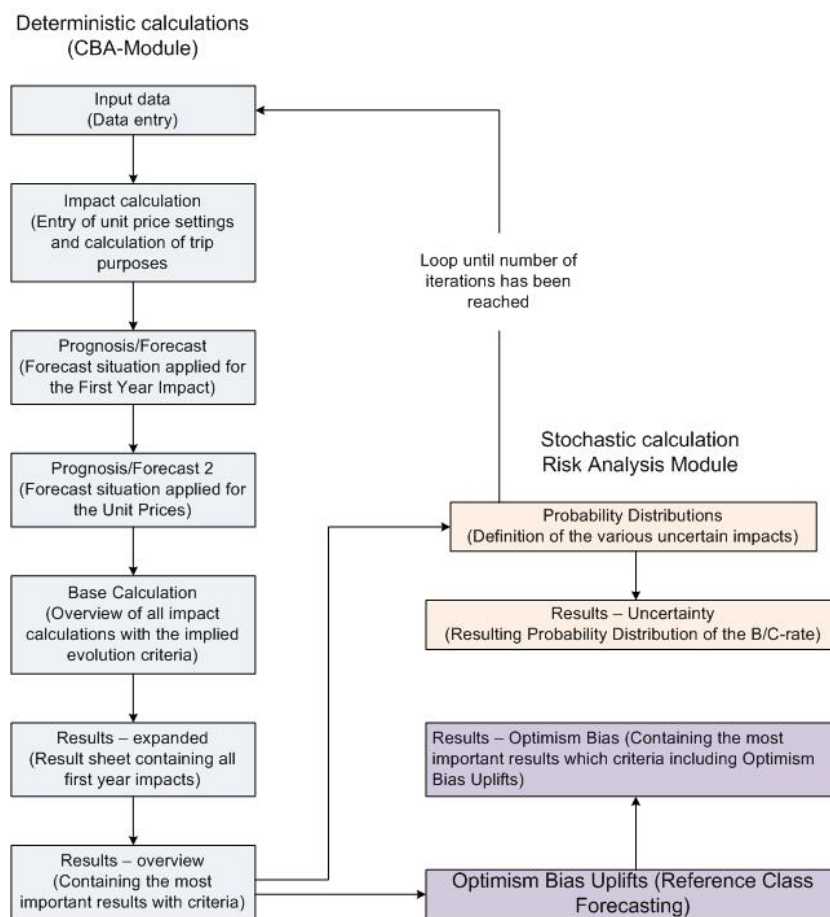 Deterministic calculations
(CBA-Module)
Input data
(Data entry)
Impact calculation
(Entry of unit price settings
and calculation of trip
purposes
Prognosis/Forecast
(Forecast situation applied for
the First Year Impact)
Prognosis/Forecast 2
(Forecast situation applied for
the Unit Prices)
Base Calculation
(Overview of all impact
calculations with the implied
evolution criteria)
Results – expanded
(Result sheet containing all
first year impacts)
Results – overview
(Containing the most
important results with criteria)
Loop until number of
iterations has been
reached
Stochastic calculation
Risk Analysis Module
Probability Distributions
(Definition of the various uncertain impacts)
Results – Uncertainty
(Resulting Probability Distribution of the B/C-rate)
Results – Optimism Bias (Containing the most
important results which criteria including Optimism
Bias Uplifts)
Optimism Bias Uplifts (Reference Class
Forecasting)